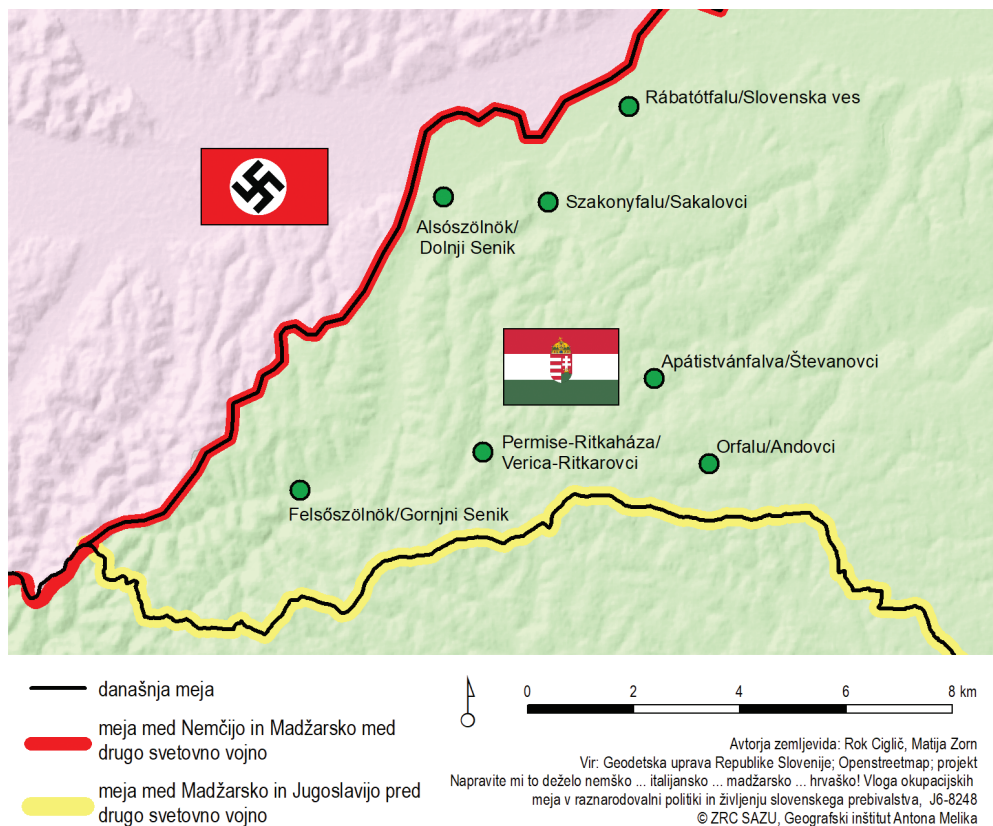 Rábatótfalu/Slovenska ves
Szakonyfalu/Sakalovci
Alsószölnök/
Dolnji Senik
Apátistvánfalva/Števanovci
Permise-Ritkaháza/
Verica-Ritkarovci
Orfalu/Andovci
Felsőszölnök/Gornjni Senik
današnja meja
meja med Nemčijo in Madžarsko med
drugo svetovno vojno
meja med Madžarsko in Jugoslavijo pred
drugo svetovno vojno
0 2 4 6 8 km
Avtorja zemljevida: Rok Ciglič, Matija Zorn
Vir: Geodetska uprava Republike Slovenije; Openstreetmap; projekt
Napravite mi to deželo nemško ... italijansko ... madžarsko ... hrvaško! Vloga okupacijskih
meja v raznarodovalni politiki in življenju slovenskega prebivalstva, J6-8248
© ZRC SAZU, Geografski inštitut Antona Melika